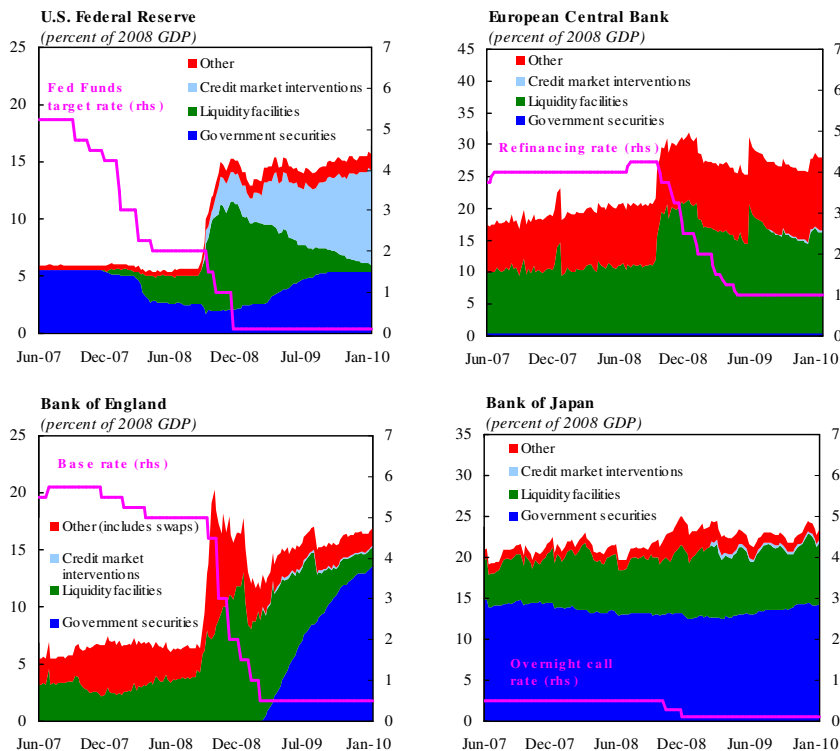 U.S. Federal Reserve
(percent of 2008 GDP)
25
20
15
10
5
0
7
6
5
4
3
2
1
0
Other
Credit market interventions
Liquidity facilities
Government securities
Fed Funds
target rate (rhs)
Jun-07 Dec-07 Jun-08 Dec-08 Jul-09 Jan-10
European Central Bank
(percent of 2008 GDP)
45
40
35
30
25
20
15
10
5
0
7
6
5
4
3
2
1
0
Other
Credit market interventions
Liquidity facilities
Government securities
Refinancing rate (rhs)
Jun-07 Dec-07 Jun-08 Dec-08 Jun-09 Jan-10
Bank of England
(percent of 2008 GDP)
25
20
15
10
5
0
7
6
5
4
3
2
1
0
Base rate (rhs)
Other (includes swaps)
Credit market
interventions
Liquidity facilities
Government securities
Jun-07 Dec-07 Jun-08 Dec-08 Jul-09 Jan-10
Bank of Japan
(percent of 2008 GDP)
35
30
25
20
15
10
5
0
7
6
5
4
3
2
1
0
Other
Credit market interventions
Liquidity facilities
Government securities
Overnight call
rate (rhs)
Jun-07 Dec-07 Jun-08 Dec-08 Jun-09 Jan-10